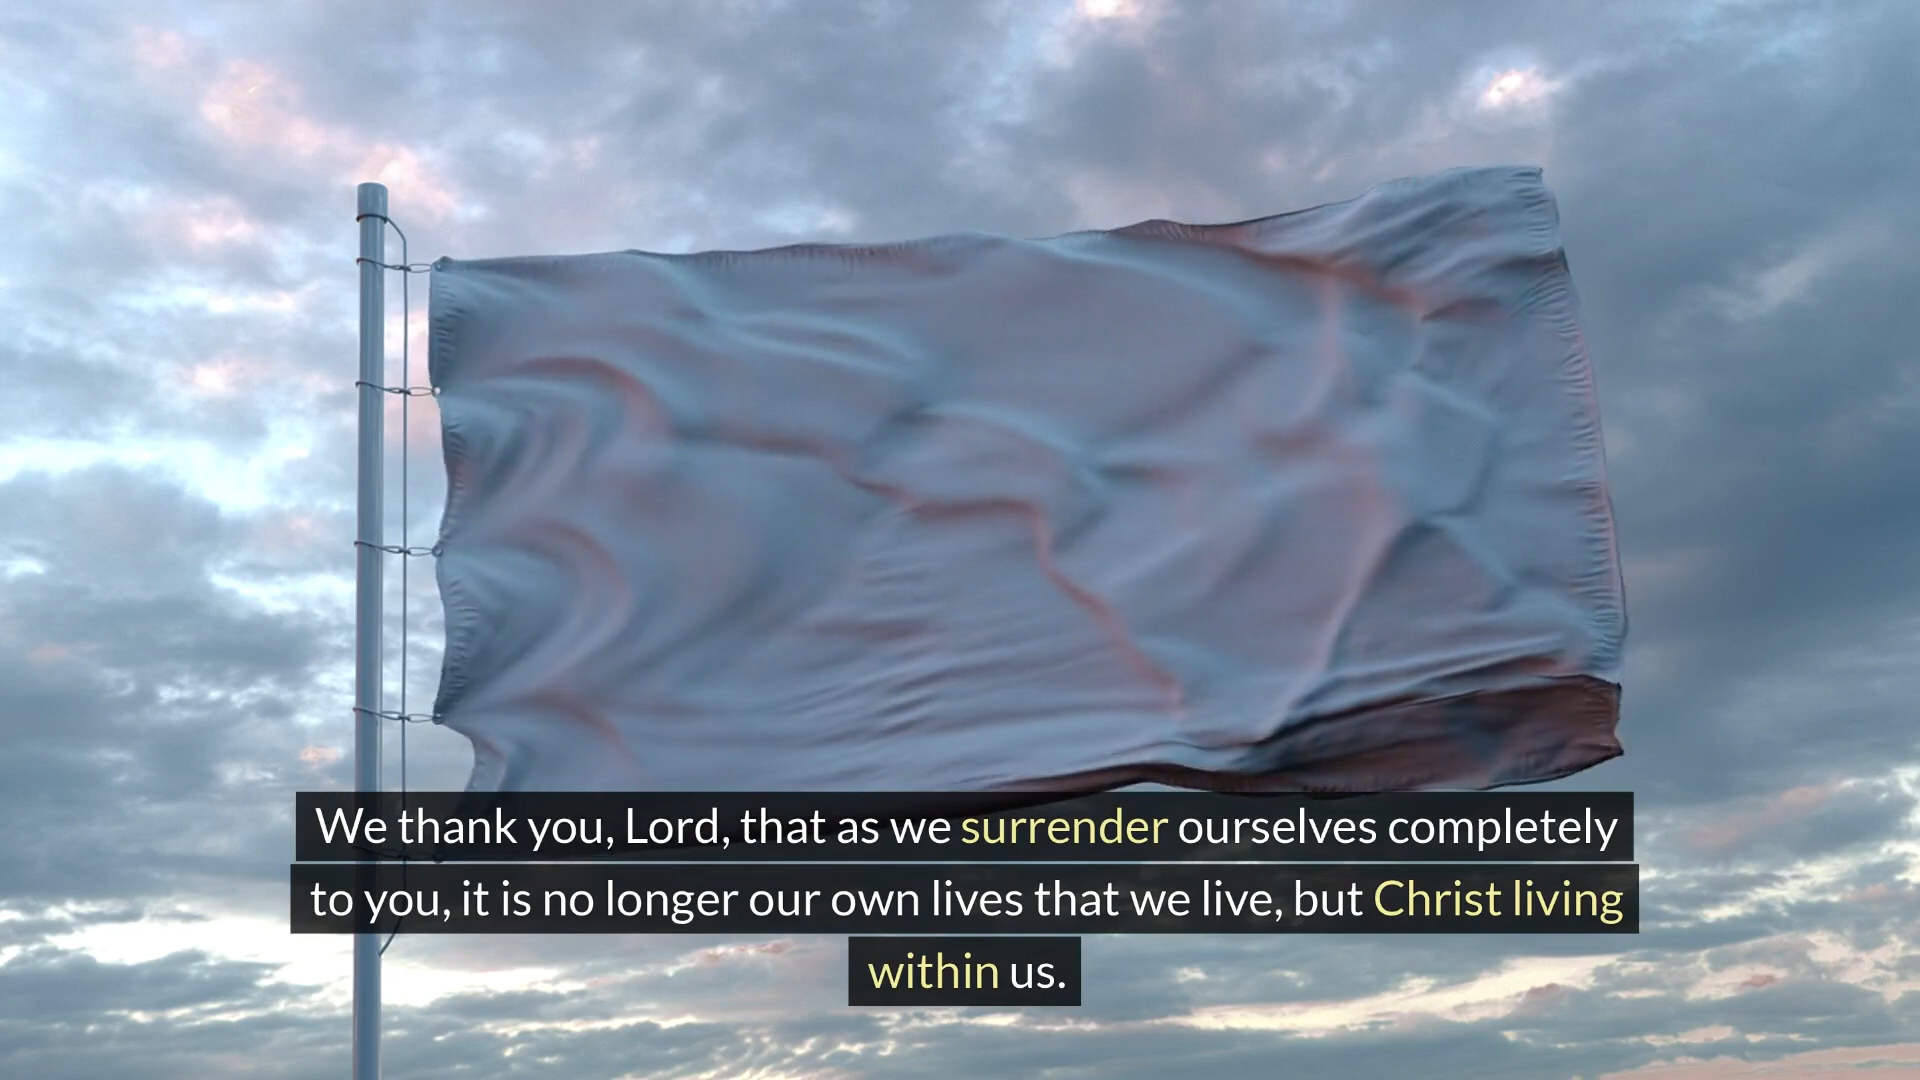 We thank you, Lord, that as we surrender ourselves completely
to you, it is no longer our own lives that we live, but Christ living
within us.